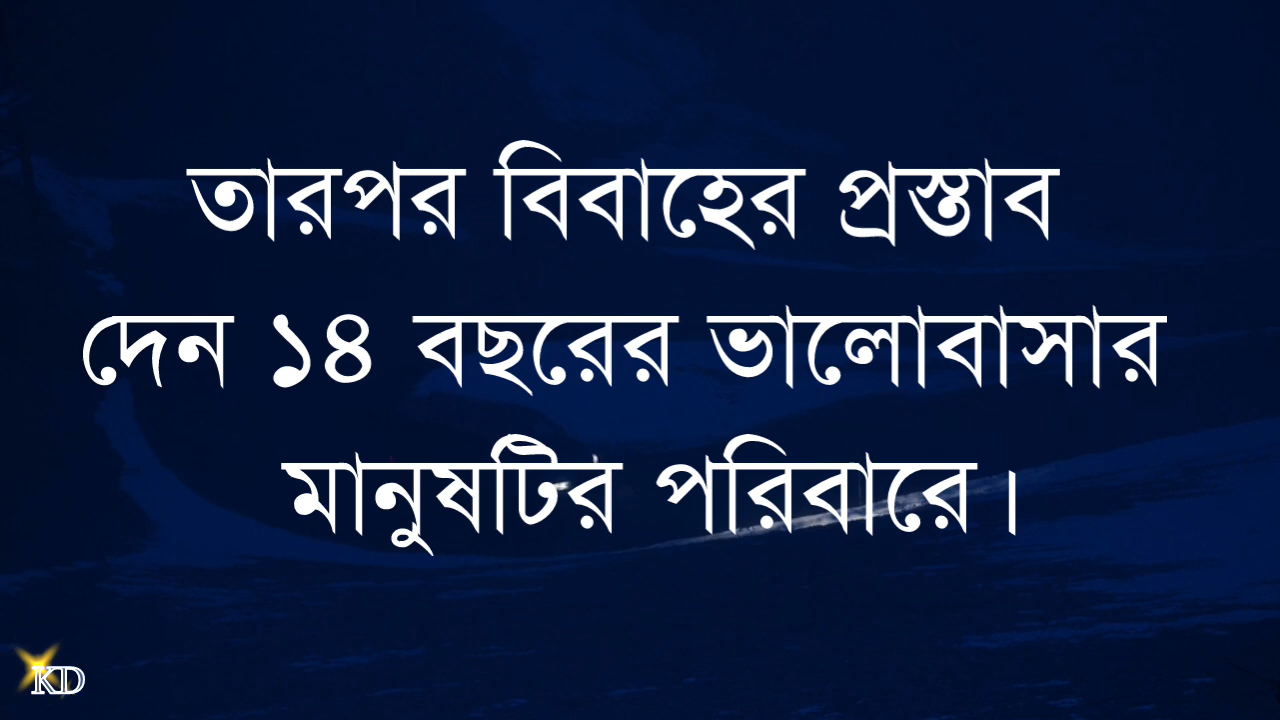 তারপর বিবাহের প্রস্তাব
দেন ১৪ বছরের ভালোবাসার
মানুষটির পরিবারে।
KD